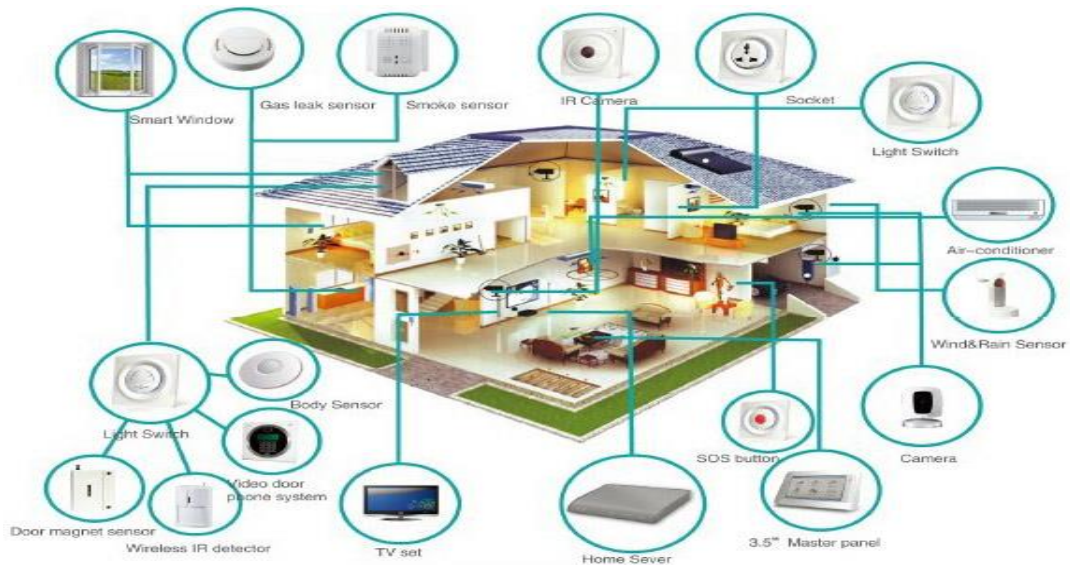 Smart Window
Gas leak sensor
Smoke sensor
IR Camera
Socket
Light Switch
Air-conditioner
Wind&Rain Sensor
Body Sensor
Light Switch
Video door
phone system
Door magnet sensor
Wireless IR detector
TV set
Home Sever
SOS button
3.5" Master panel
Camera